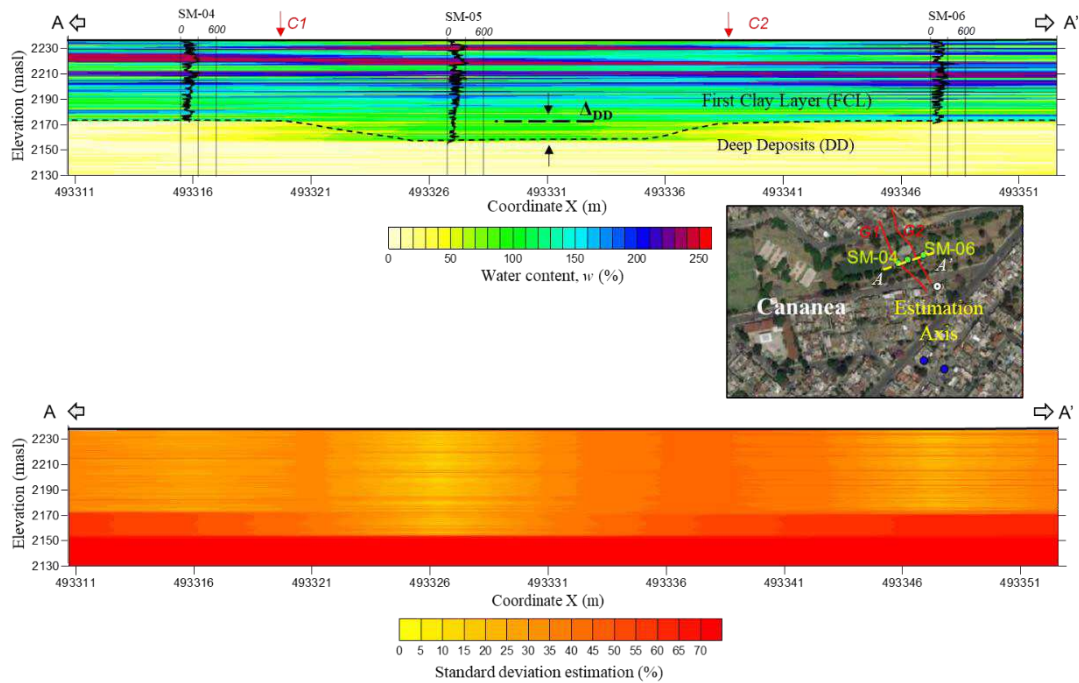 SM-04 SM-05 SM-06
A C1 C2 A'
0 600 0 600 0 600
2230
2210
2190
2170
2150
2130
Elevation (masl)
First Clay Layer (FCL)
ΔDD
Deep Deposits (DD)
493311 493316 493321 493326 493331 493336 493341 493346 493351
Coordinate X (m)
0 50 100 150 200 250
Water content, w (%)
C1 C2
SM-04 SM-06
A A'
Cananea
Estimation
Axis
A A'
2230
2210
2190
2170
2150
2130
Elevation (masl)
493311 493316 493321 493326 493331 493336 493341 493346 493351
Coordinate X (m)
0 5 10 15 20 25 30 35 40 45 50 55 60 65 70
Standard deviation estimation (%)